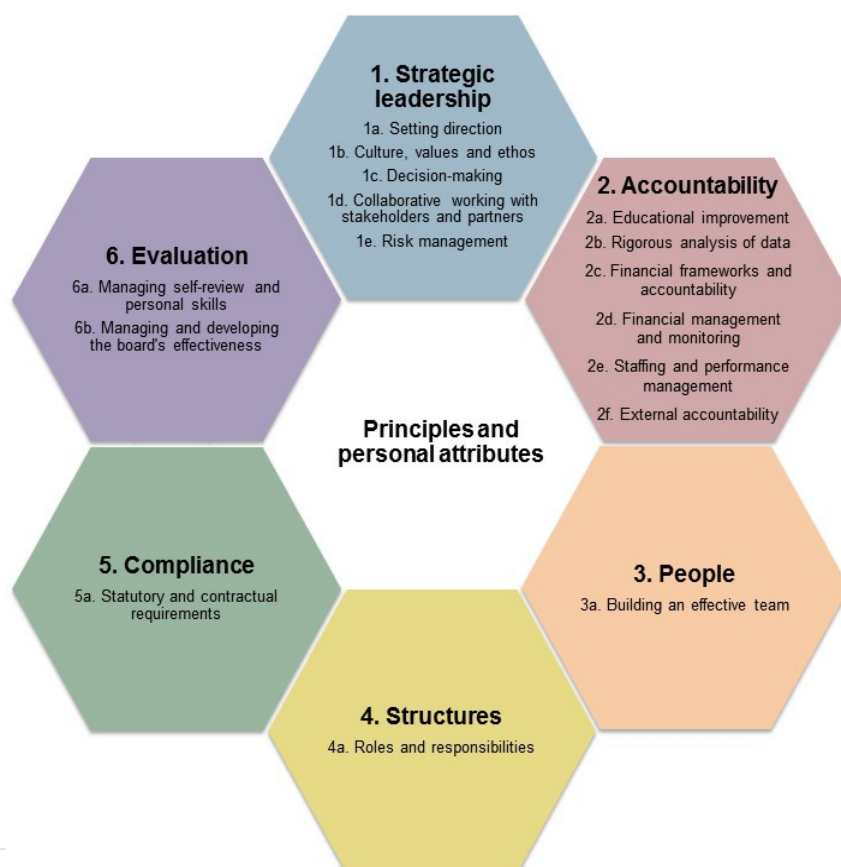 1. Strategic
leadership
1a. Setting direction
1b. Culture, values and ethos
1c. Decision-making
1d. Collaborative working with
stakeholders and partners
1e. Risk management
2. Accountability
2a. Educational improvement
2b. Rigorous analysis of data
2c. Financial frameworks and
accountability
2d. Financial management
and monitoring
2e. Staffing and performance
management
2f. External accountability
3. People
3a. Building an effective team
4. Structures
4a. Roles and responsibilities
5. Compliance
5a. Statutory and contractual
requirements
6. Evaluation
6a. Managing self-review and
personal skills
6b. Managing and developing
the board's effectiveness
Principles and
personal attributes